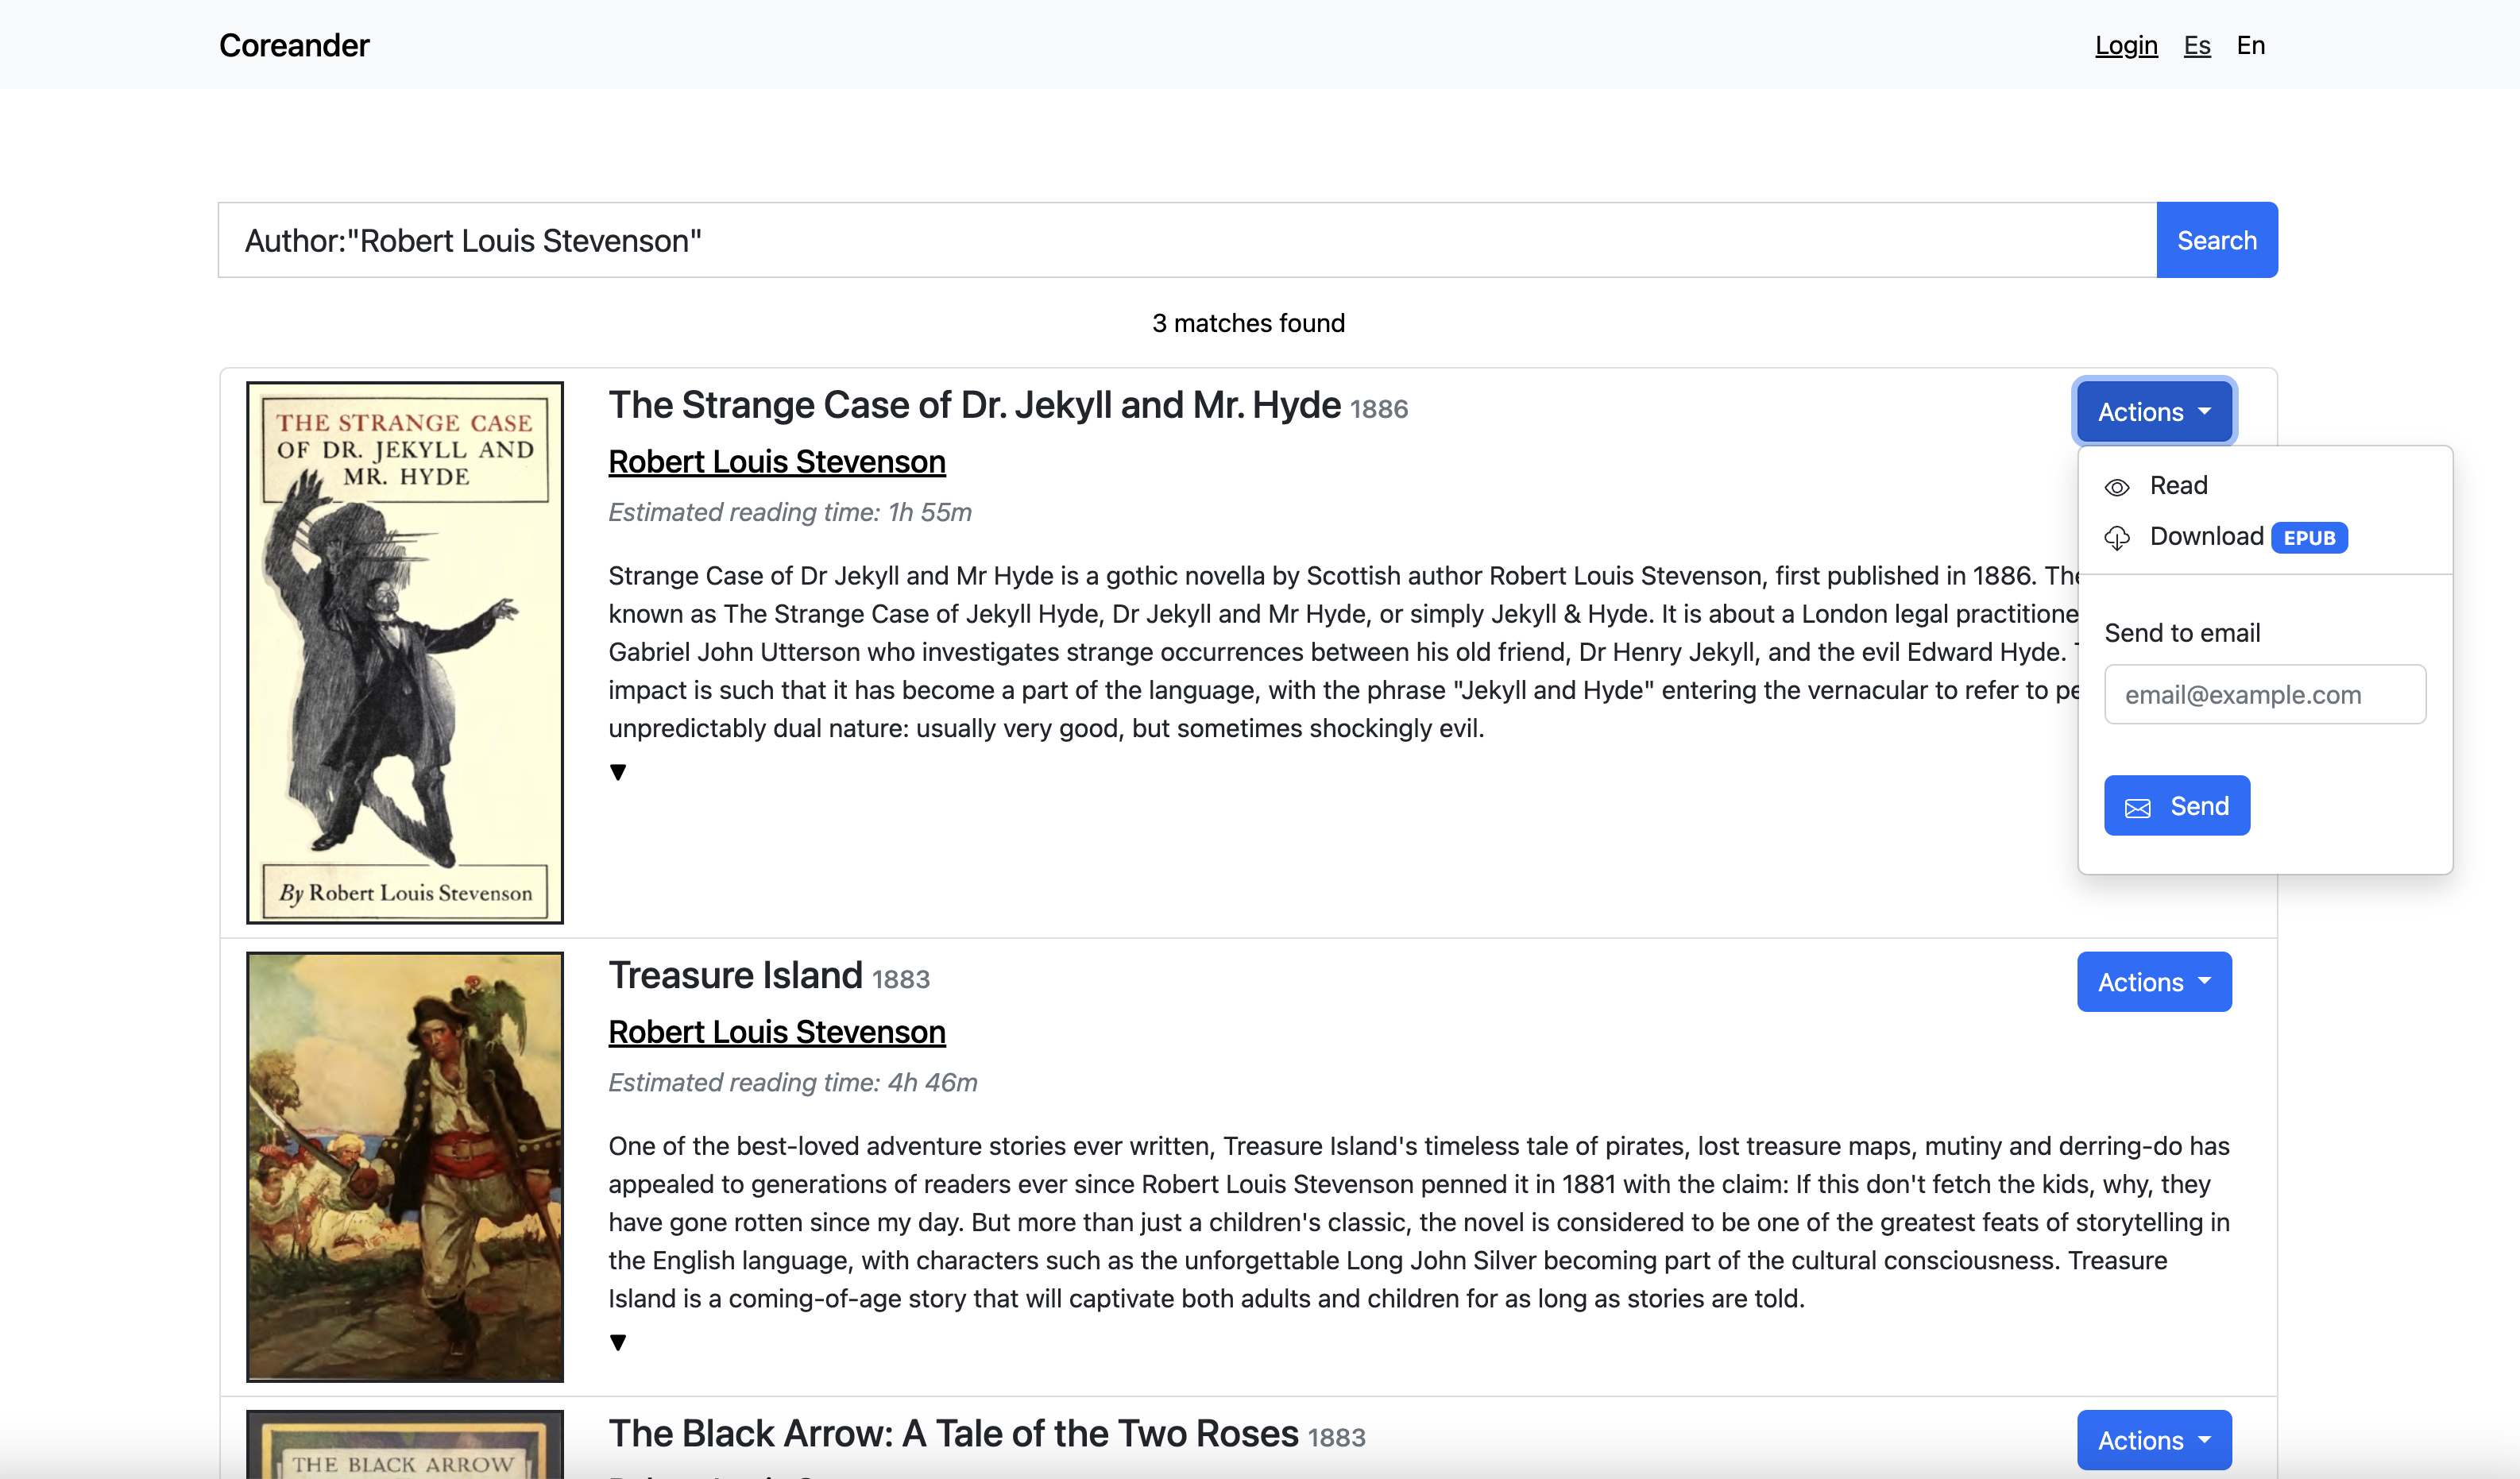 Coreander
Login Es En
Author:"Robert Louis Stevenson"
Search
3 matches found
THE STRANGE CASE
OF DR. JEKYLL AND
MR. HYDE
By Robert Louis Stevenson
The Strange Case of Dr. Jekyll and Mr. Hyde 1886
Robert Louis Stevenson
Estimated reading time: 1h 55m
Strange Case of Dr Jekyll and Mr Hyde is a gothic novella by Scottish author Robert Louis Stevenson, first published in 1886. The
known as The Strange Case of Jekyll Hyde, Dr Jekyll and Mr Hyde, or simply Jekyll & Hyde. It is about a London legal practitione
Gabriel John Utterson who investigates strange occurrences between his old friend, Dr Henry Jekyll, and the evil Edward Hyde.
impact is such that it has become a part of the language, with the phrase "Jekyll and Hyde" entering the vernacular to refer to pe
unpredictably dual nature: usually very good, but sometimes shockingly evil.
Actions
Read
Download EPUB
Send to email
email@example.com
Send
Treasure Island 1883
Robert Louis Stevenson
Estimated reading time: 4h 46m
One of the best-loved adventure stories ever written, Treasure Island's timeless tale of pirates, lost treasure maps, mutiny and derring-do has
appealed to generations of readers ever since Robert Louis Stevenson penned it in 1881 with the claim: If this don't fetch the kids, why, they
have gone rotten since my day. But more than just a children's classic, the novel is considered to be one of the greatest feats of storytelling in
the English language, with characters such as the unforgettable Long John Silver becoming part of the cultural consciousness. Treasure
Island is a coming-of-age story that will captivate both adults and children for as long as stories are told.
Actions
THE BLACK ARROW
The Black Arrow: A Tale of the Two Roses 1883
Actions